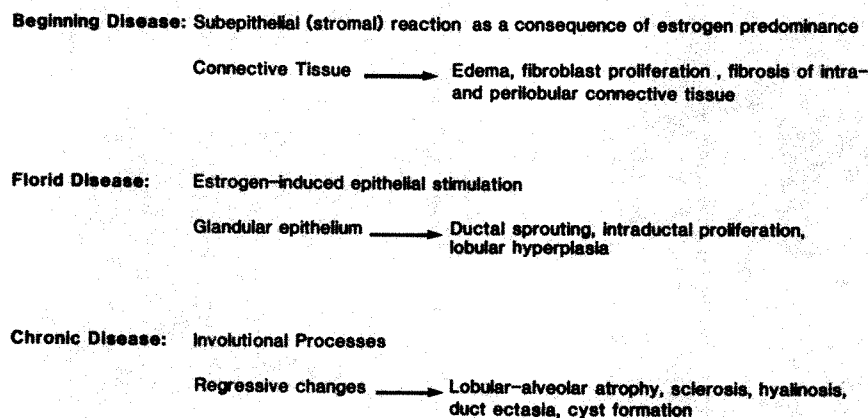 Beginning Disease: Subepithelial (stromal) reaction as a consequence of estrogen predominance
Connective Tissue → Edema, fibroblast proliferation , fibrosis of intra-
and perilobular connective tissue
Florid Disease: Estrogen-induced epithelial stimulation
Glandular epithelium → Ductal sprouting, intraductal proliferation,
lobular hyperplasia
Chronic Disease: Involutional Processes
Regressive changes → Lobular-alveolar atrophy, sclerosis, hyalinosis,
duct ectasia, cyst formation